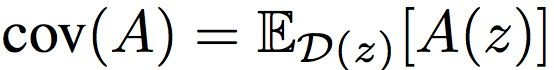 cov(A) = 𝔼_{𝒟(z)}[A(z)]